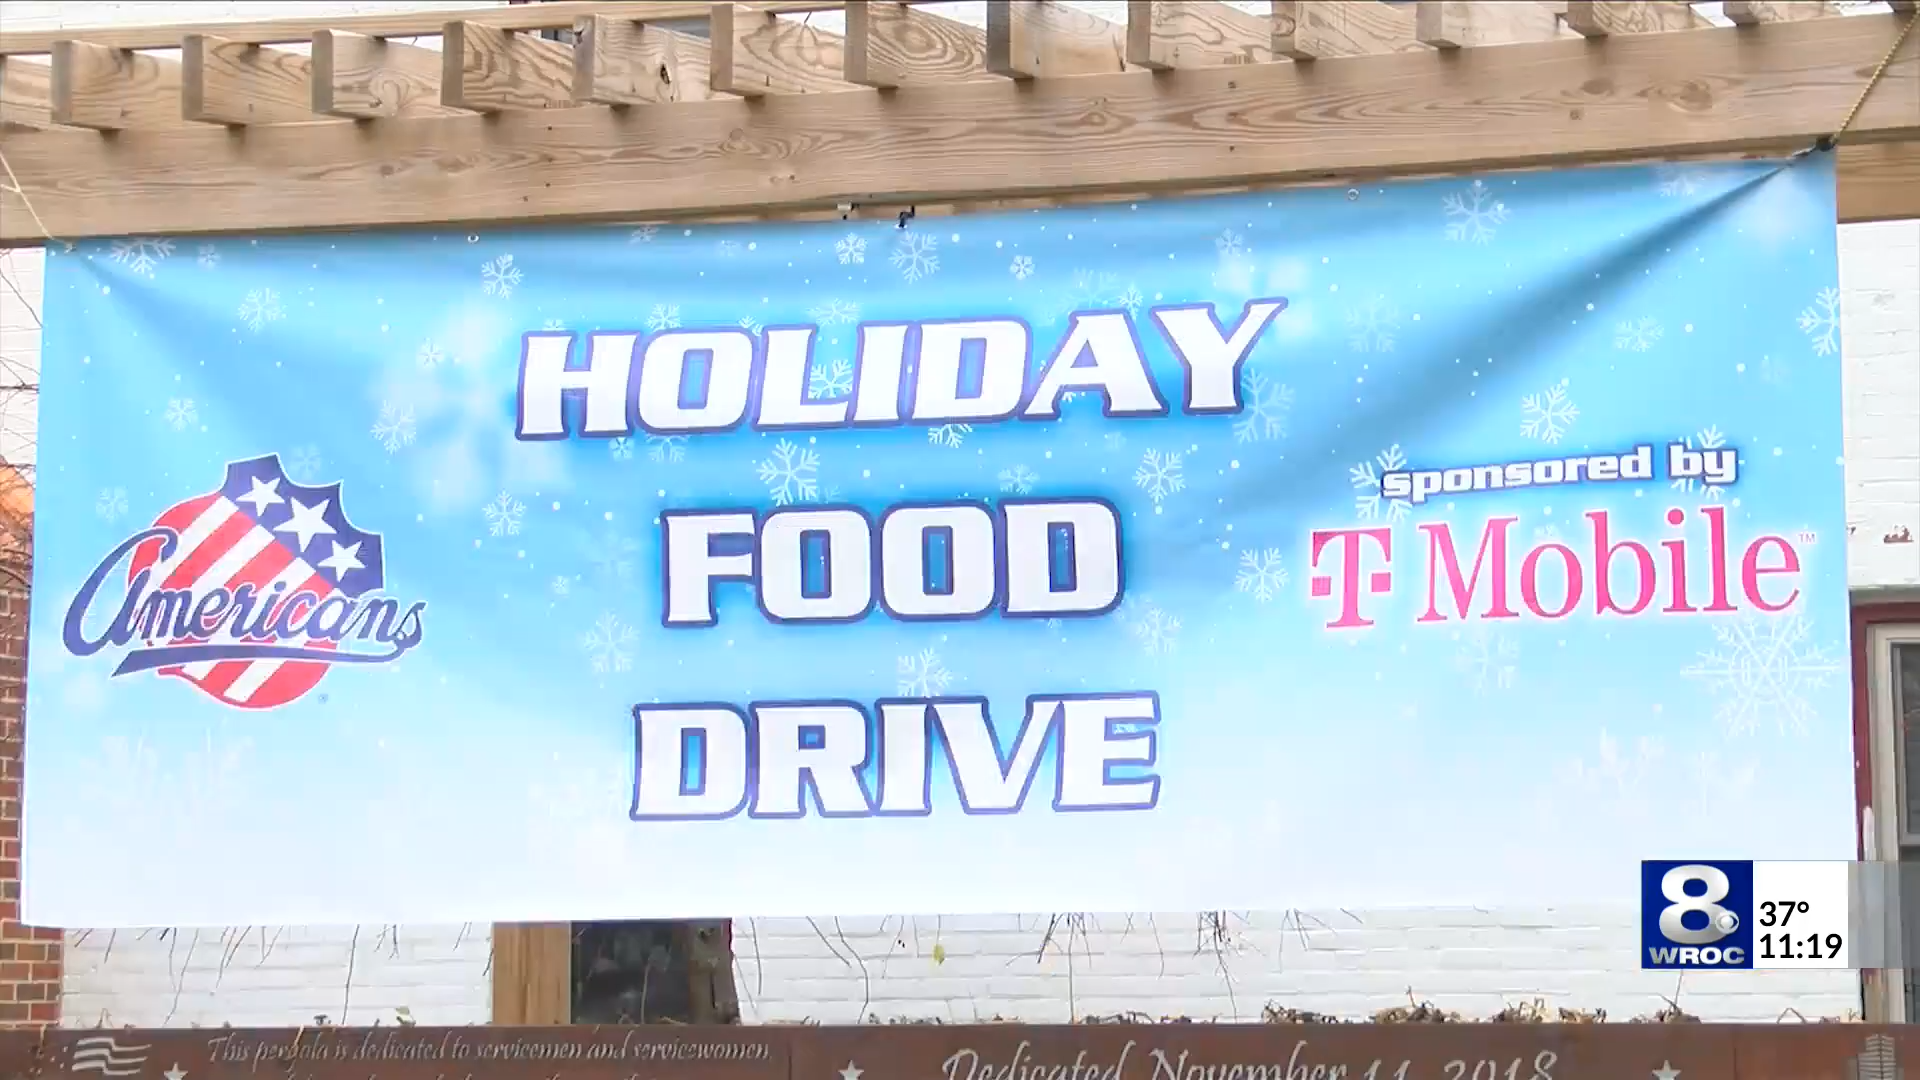 HOLIDAY
FOOD
DRIVE
Americans
®
sponsored by
T Mobile™
8
WROC
37°
11:19
This pergola is dedicated to servicemen and servicewomen
Dedicated November 11, 2018